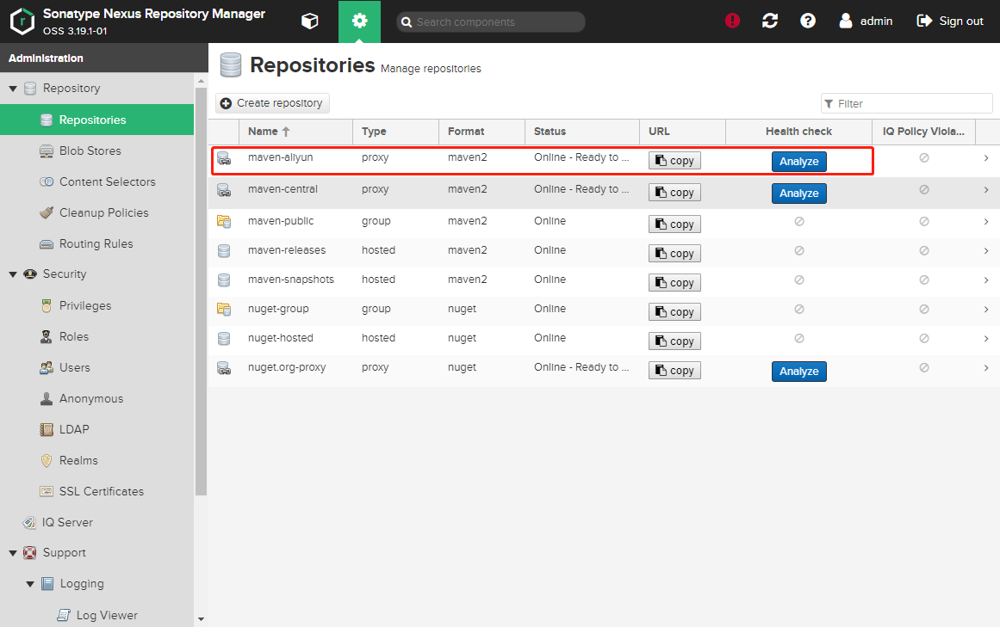 Sonatype Nexus Repository Manager
OSS 3.19.1-01
Search components
admin
Sign out
Administration
Repository
Repositories
Blob Stores
Content Selectors
Cleanup Policies
Routing Rules
Security
Privileges
Roles
Users
Anonymous
LDAP
Realms
SSL Certificates
IQ Server
Support
Logging
Log Viewer
Repositories Manage repositories
Create repository
Filter
Name Type Format Status URL Health check IQ Policy Viola...
maven-aliyun proxy maven2 Online - Ready to ... copy Analyze
maven-central proxy maven2 Online - Ready to ... copy Analyze
maven-public group maven2 Online copy
maven-releases hosted maven2 Online copy
maven-snapshots hosted maven2 Online copy
nuget-group group nuget Online copy
nuget-hosted hosted nuget Online copy
nuget.org-proxy proxy nuget Online - Ready to ... copy Analyze